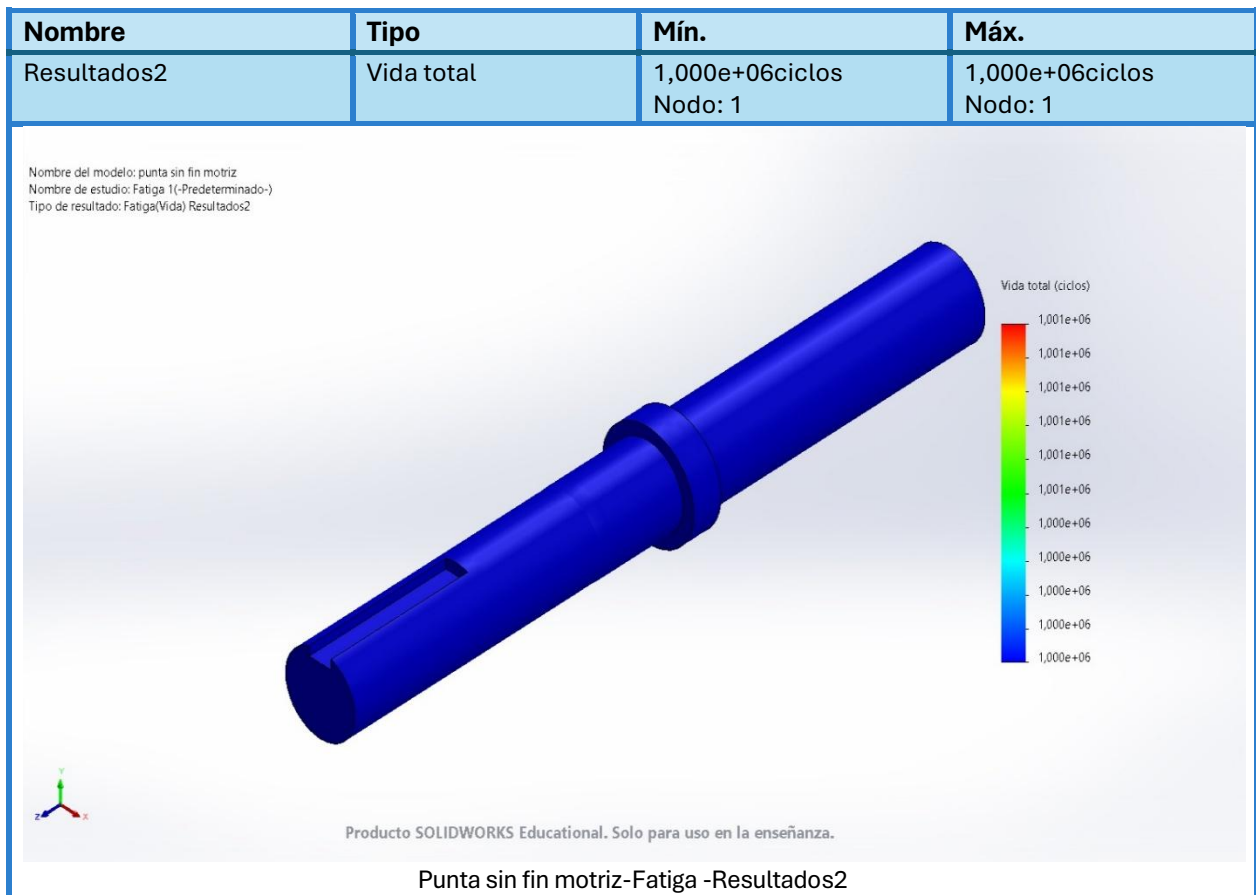 Nombre Tipo Mín. Máx.
Resultados2 Vida total 1,000e+06ciclos 1,000e+06ciclos
Nodo: 1 Nodo: 1
Nombre del modelo: punta sin fin motriz
Nombre de estudio: Fatiga 1(-Predeterminado-)
Tipo de resultado: Fatiga(Vida) Resultados2
Vida total (ciclos)
1,001e+06
1,001e+06
1,001e+06
1,001e+06
1,001e+06
1,001e+06
1,000e+06
1,000e+06
1,000e+06
1,000e+06
1,000e+06
Y
Z X
Producto SOLIDWORKS Educational. Solo para uso en la enseñanza.
Punta sin fin motriz-Fatiga -Resultados2